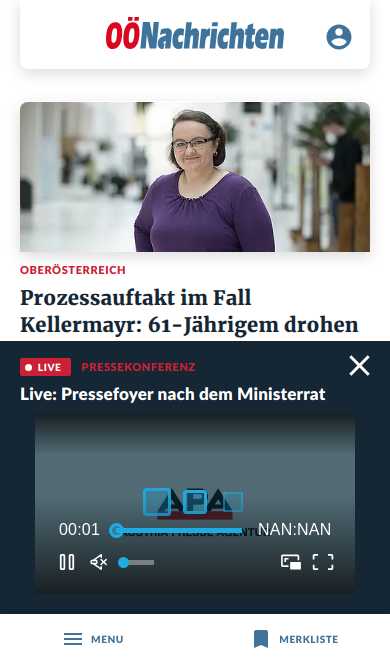 OÖNachrichten
OBERÖSTERREICH
Prozessauftakt im Fall
Kellermayr: 61-Jährigem drohen
LIVE PRESSEKONFERENZ
Live: Pressefoyer nach dem Ministerrat
APA
AUSTRIA PRESSE AGENTUR
00:01 NAN:NAN
MENU MERKLISTE